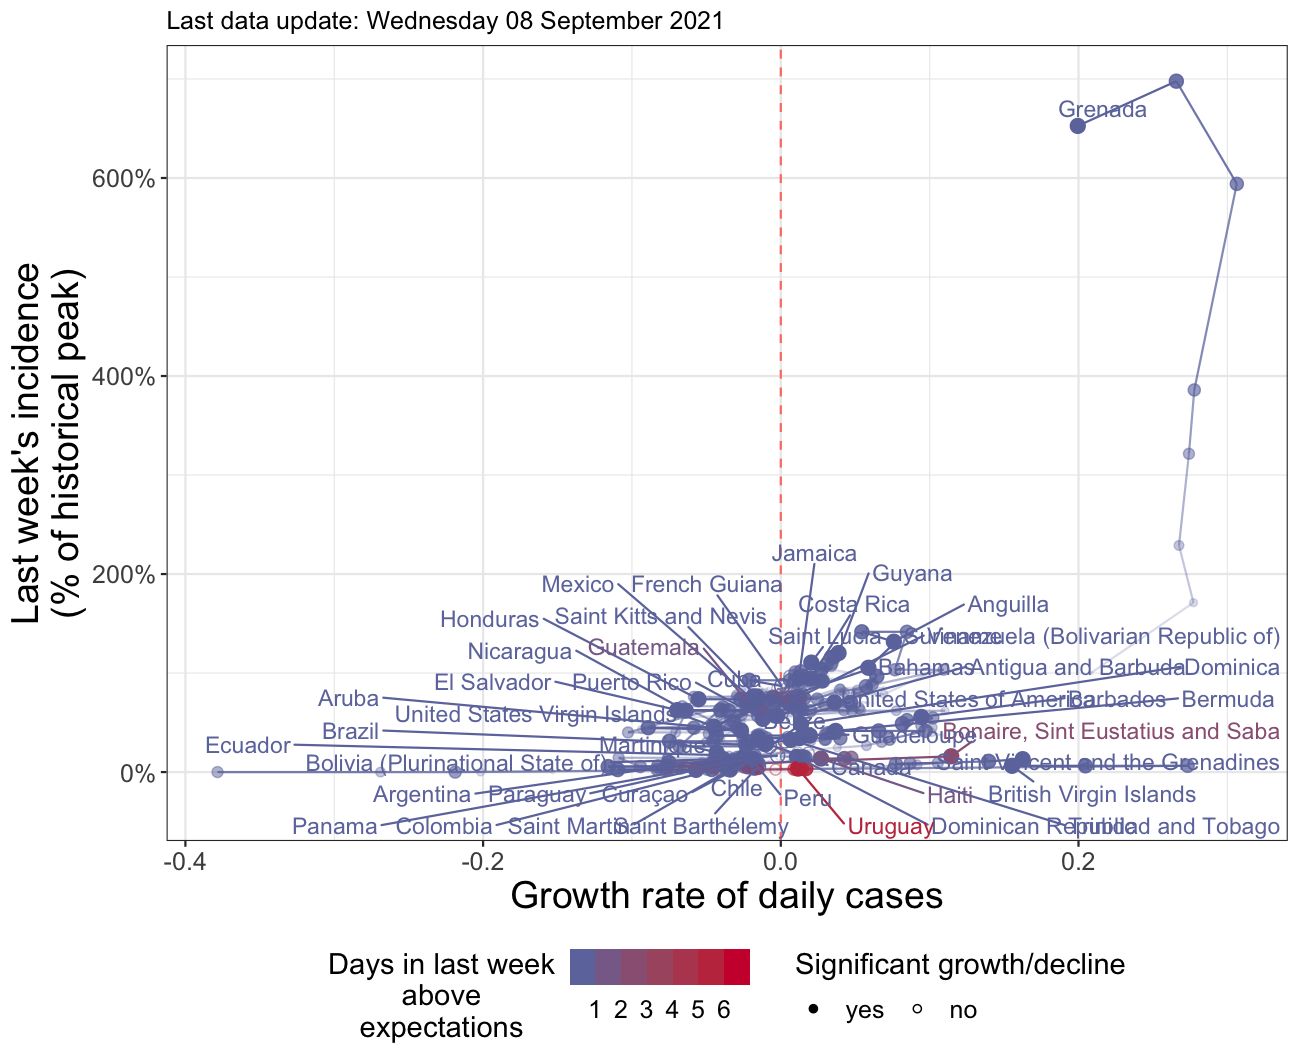 Last data update: Wednesday 08 September 2021
Last week's incidence
(% of historical peak)
600%
400%
200%
0%
Grenada
Jamaica
Mexico
French Guiana
Guyana
Costa Rica
Anguilla
Honduras
Saint Kitts and Nevis
Saint Lucia
Suriname
Venezuela (Bolivarian Republic of)
Nicaragua
Guatemala
Bahamas
Antigua and Barbuda
Dominica
El Salvador
Puerto Rico
Cuba
Aruba
United States of America
Barbados
Bermuda
United States Virgin Islands
Belize
Brazil
Guadeloupe
Bonaire, Sint Eustatius and Saba
Ecuador
Martinique
Bolivia (Plurinational State of)
Canada
Saint Vincent and the Grenadines
Argentina
Paraguay
Curaçao
Chile
Peru
Haiti
British Virgin Islands
Panama
Colombia
Saint Martin
Saint Barthélemy
Uruguay
Dominican Republic
Trinidad and Tobago
-0.4
-0.2
0.0
0.2
Growth rate of daily cases
Days in last week
above
expectations
1 2 3 4 5 6
Significant growth/decline
yes
no